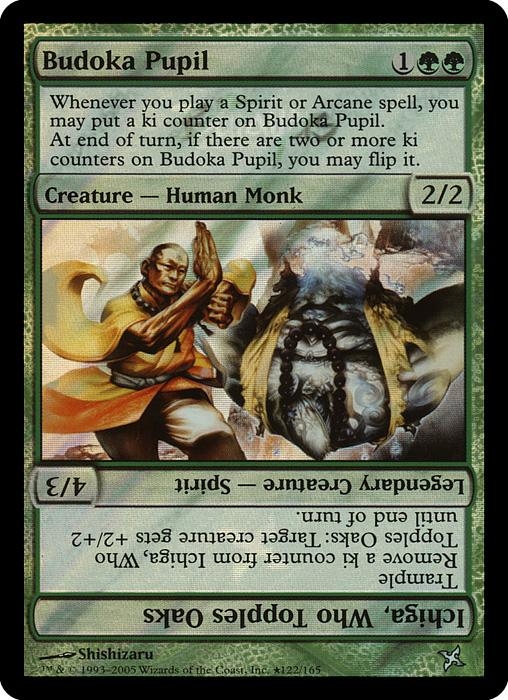 Budoka Pupil 1
Whenever you play a Spirit or Arcane spell, you
may put a ki counter on Budoka Pupil.
At end of turn, if there are two or more ki
counters on Budoka Pupil, you may flip it.
Creature — Human Monk 2/2
Ichiga, Who Topples Oaks
Trample
Remove a ki counter from Ichiga, Who
Topples Oaks: Target creature gets +2/+2
until end of turn.
Legendary Creature — Spirit 4/3
Shishizaru
™ & © 1993–2005 Wizards of the Coast, Inc. ★122/165